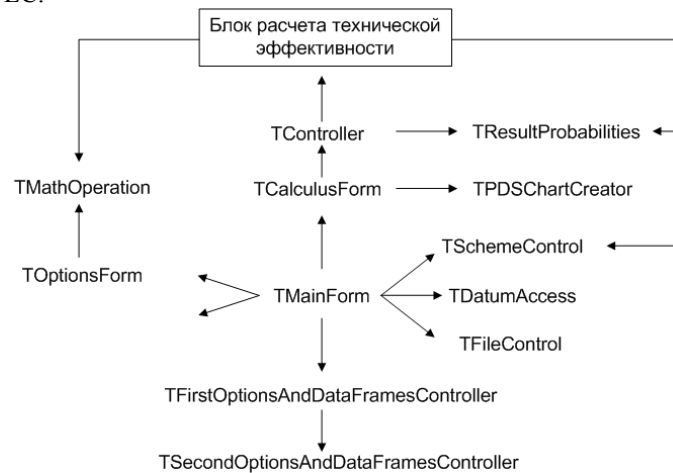 Блок расчета технической
эффективности
TController
TResultProbabilities
TMathOperation
TCalculusForm
TPDSChartCreator
TSchemeControl
TOptionsForm
TMainForm
TDatumAccess
TFileControl
TFirstOptionsAndDataFramesController
TSecondOptionsAndDataFramesController